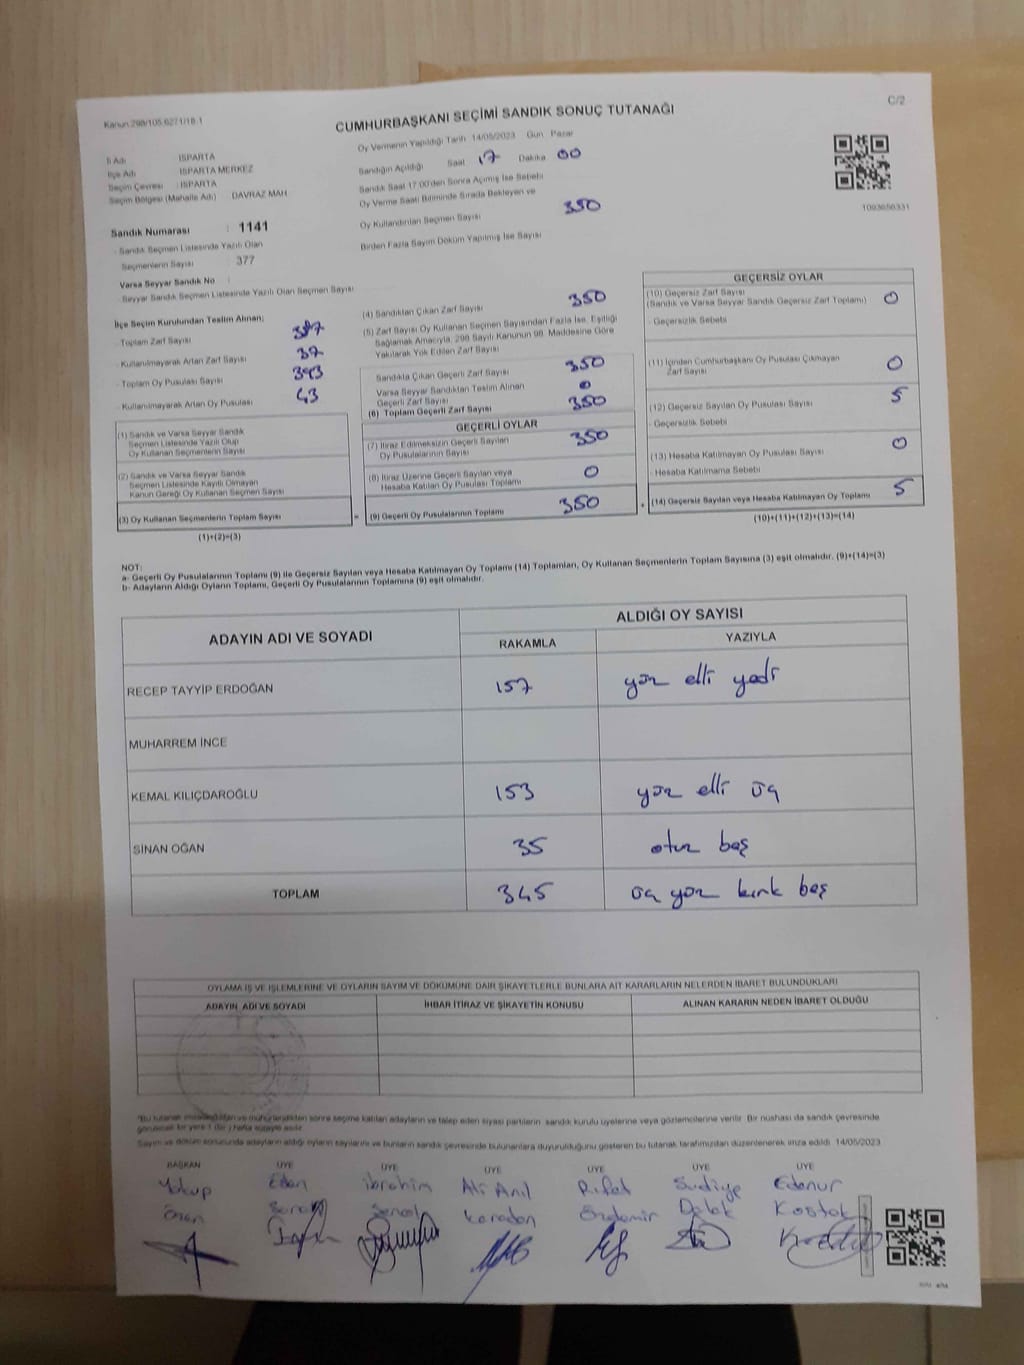 C/2
Kanun:298/105,6271/18-1
CUMHURBAŞKANI SEÇİMİ SANDIK SONUÇ TUTANAĞI
İl Adı : ISPARTA
İlçe Adı : ISPARTA MERKEZ
Seçim Çevresi : ISPARTA
Seçim Bölgesi (Mahalle Adı) DAVRAZ MAH.
Sandık Numarası : 1141
- Sandık Seçmen Listesinde Yazılı Olan
Seçmenlerin Sayısı : 377
Varsa Seyyar Sandık No :
- Seyyar Sandık Seçmen Listesinde Yazılı Olan Seçmen Sayısı
Oy Vermenin Yapıldığı Tarih 14/05/2023 Gün Pazar
Sandığın Açıldığı Saat 17 Dakika 00
Sandık Saat 17:00'den Sonra Açılmış İse Sebebi
Oy Verme Saati Bitiminde Sırada Bekleyen ve
Oy Kullandırılan Seçmen Sayısı 350
Birden Fazla Sayım Döküm Yapılmış İse Sayısı
1093656331
İlçe Seçim Kurulundan Teslim Alınan;
- Toplam Zarf Sayısı 387
- Kullanılmayarak Artan Zarf Sayısı 37
- Toplam Oy Pusulası Sayısı 393
- Kullanılmayarak Artan Oy Pusulası 43
(1) Sandık ve Varsa Seyyar Sandık
Seçmen Listesinde Yazılı Olup
Oy Kullanan Seçmenlerin Sayısı
(2) Sandık ve Varsa Seyyar Sandık
Seçmen Listesinde Kayıtlı Olmayan
Kanun Gereği Oy Kullanan Seçmen Sayısı
(3) Oy Kullanan Seçmenlerin Toplam Sayısı
(1)+(2)=(3)
(4) Sandıktan Çıkan Zarf Sayısı 350
(5) Zarf Sayısı Oy Kullanan Seçmen Sayısından Fazla İse, Eşitliği
Sağlamak Amacıyla, 298 Sayılı Kanunun 98. Maddesine Göre
Yakılarak Yok Edilen Zarf Sayısı
Sandıkta Çıkan Geçerli Zarf Sayısı 350
Varsa Seyyar Sandıktan Teslim Alınan
Geçerli Zarf Sayısı 0
(6) Toplam Geçerli Zarf Sayısı 350
GEÇERLİ OYLAR
(7) İtiraz Edilmeksizin Geçerli Sayılan
Oy Pusulalarının Sayısı 350
(8) İtiraz Üzerine Geçerli Sayılan veya
Hesaba Katılan Oy Pusulası Toplamı 0
= (9) Geçerli Oy Pusulalarının Toplamı 350
GEÇERSİZ OYLAR
(10) Geçersiz Zarf Sayısı
(Sandık ve Varsa Seyyar Sandık Geçersiz Zarf Toplamı) 0
- Geçersizlik Sebebi
(11) İçinden Cumhurbaşkanı Oy Pusulası Çıkmayan
Zarf Sayısı 0
(12) Geçersiz Sayılan Oy Pusulası Sayısı 5
- Geçersizlik Sebebi
(13) Hesaba Katılmayan Oy Pusulası Sayısı 0
- Hesaba Katılmama Sebebi
+ (14) Geçersiz Sayılan veya Hesaba Katılmayan Oy Toplamı 5
(10)+(11)+(12)+(13)=(14)
NOT:
a- Geçerli Oy Pusulalarının Toplamı (9) ile Geçersiz Sayılan veya Hesaba Katılmayan Oy Toplamı (14) Toplamları, Oy Kullanan Seçmenlerin Toplam Sayısına (3) eşit olmalıdır. (9)+(14)=(3)
b- Adayların Aldığı Oyların Toplamı, Geçerli Oy Pusulalarının Toplamına (9) eşit olmalıdır.
ADAYIN ADI VE SOYADI ALDIĞI OY SAYISI
RAKAMLA YAZIYLA
RECEP TAYYİP ERDOĞAN 157 yüz elli yedi
MUHARREM İNCE
KEMAL KILIÇDAROĞLU 153 yüz elli üç
SİNAN OĞAN 35 otuz beş
TOPLAM 345 üç yüz kırk beş
OYLAMA İŞ VE İŞLEMLERİNE VE OYLARIN SAYIM VE DÖKÜMÜNE DAİR ŞİKAYETLERLE BUNLARA AİT KARARLARIN NELERDEN İBARET BULUNDUKLARI
ADAYIN ADI VE SOYADI İHBAR İTİRAZ VE ŞİKAYETİN KONUSU ALINAN KARARIN NEDEN İBARET OLDUĞU
*Bu tutanak imzalandıktan ve mühürlendikten sonra seçime katılan adayların ve talep eden siyasi partilerin sandık kurulu üyelerine veya gözlemcilerine verilir. Bir nüshası da sandık çevresinde
görülecek bir yere 1 (bir) hafta süreyle asılır.
Sayım ve döküm sonucunda adayların aldığı oyların sayılarını ve bunların sandık çevresinde bulunanlara duyurulduğunu gösteren bu tutanak tarafımızdan düzenlenerek imza edildi. 14/05/2023
BAŞKAN ÜYE ÜYE ÜYE ÜYE ÜYE ÜYE
Yakup İbrahim Ali Anıl Rıfat Sudiye Edanur
Şenol Karadan Özdemir